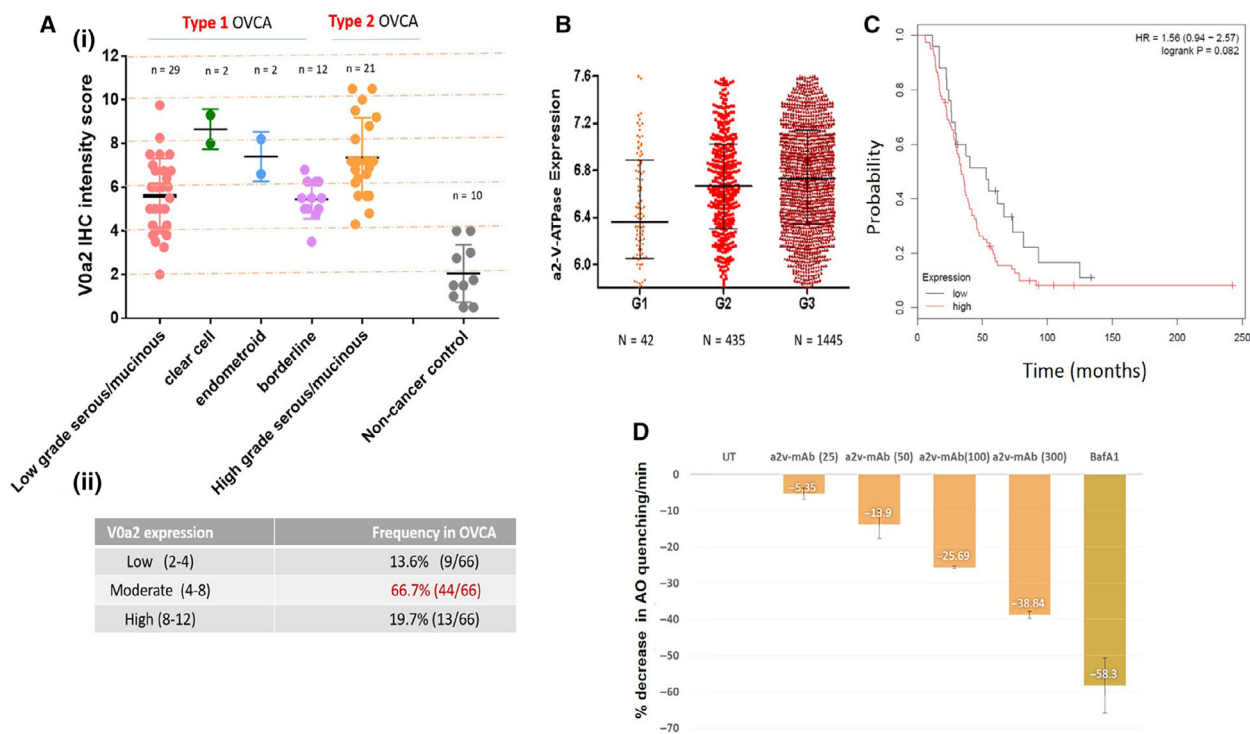 A
(i)
Type 1 OVCA
Type 2 OVCA
n = 29
n = 2
n = 2
n = 12
n = 21
n = 10
V0a2 IHC intensity score
12
10
8
6
4
2
0
Low grade serous/mucinous
clear cell
endometroid
borderline
High grade serous/mucinous
Non-cancer control
(ii)
V0a2 expression Frequency in OVCA
Low (2-4) 13.6% (9/66)
Moderate (4-8) 66.7% (44/66)
High (8-12) 19.7% (13/66)
B
a2-V-ATPase Expression
7.6
7.2
6.8
6.4
6.0
G1 G2 G3
N = 42 N = 435 N = 1445
C
HR = 1.56 (0.94 − 2.57)
logrank P = 0.082
Probability
1.0
0.8
0.6
0.4
0.2
0.0
Expression
low
high
0 50 100 150 200 250
Time (months)
D
UT a2v-mAb (25) a2v-mAb (50) a2v-mAb(100) a2v-mAb (300) BafA1
% decrease in AO quenching/min
0
−10
−20
−30
−40
−50
−60
−70
−5.35
−13.9
−25.69
−38.84
−58.3